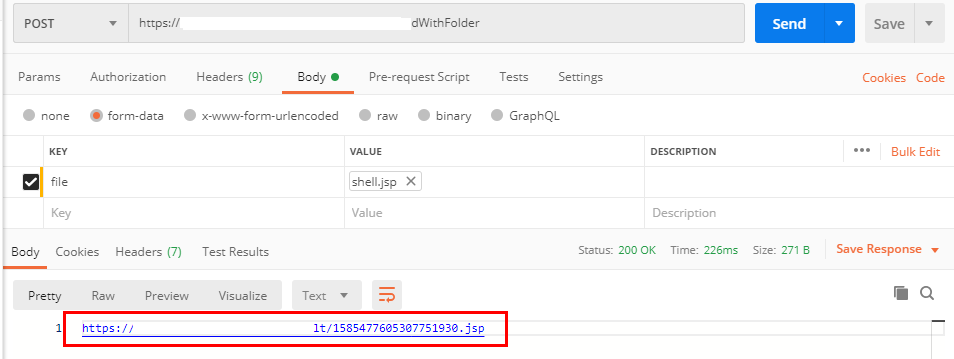 POST https:// dWithFolder Send Save
Params Authorization Headers (9) Body Pre-request Script Tests Settings Cookies Code
none form-data x-www-form-urlencoded raw binary GraphQL
KEY VALUE DESCRIPTION ••• Bulk Edit
file shell.jsp X
Key Value Description
Body Cookies Headers (7) Test Results Status: 200 OK Time: 226ms Size: 271 B Save Response
Pretty Raw Preview Visualize Text
1 https:// lt/1585477605307751930.jsp